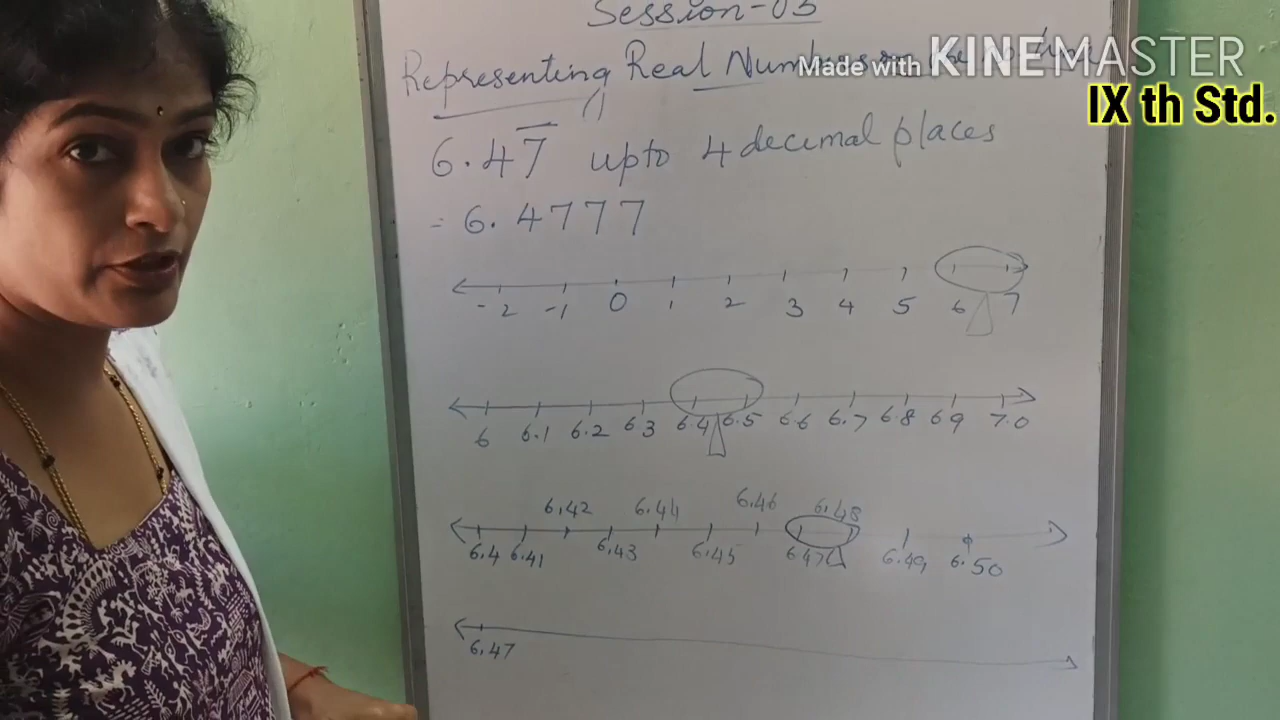 Session-03
Representing Real Numbers on
Made with KINEMASTER
IX th Std.
6.47̅ upto 4 decimal places
= 6.4777
-2 -1 0 1 2 3 4 5 6 7
6 6.1 6.2 6.3 6.4 6.5 6.6 6.7 6.8 6.9 7.0
6.42 6.44 6.46 6.48
6.4 6.41 6.43 6.45 6.47 6.49 6.50
6.47